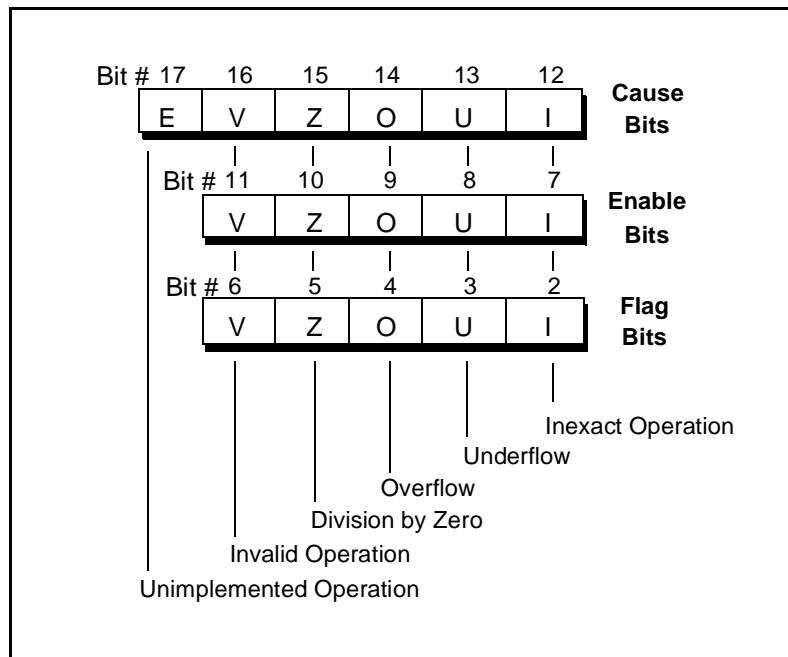 Bit # 17 16 15 14 13 12
E V Z O U I
Cause
Bits
Bit # 11 10 9 8 7
V Z O U I
Enable
Bits
Bit # 6 5 4 3 2
V Z O U I
Flag
Bits
Inexact Operation
Underflow
Overflow
Division by Zero
Invalid Operation
Unimplemented Operation